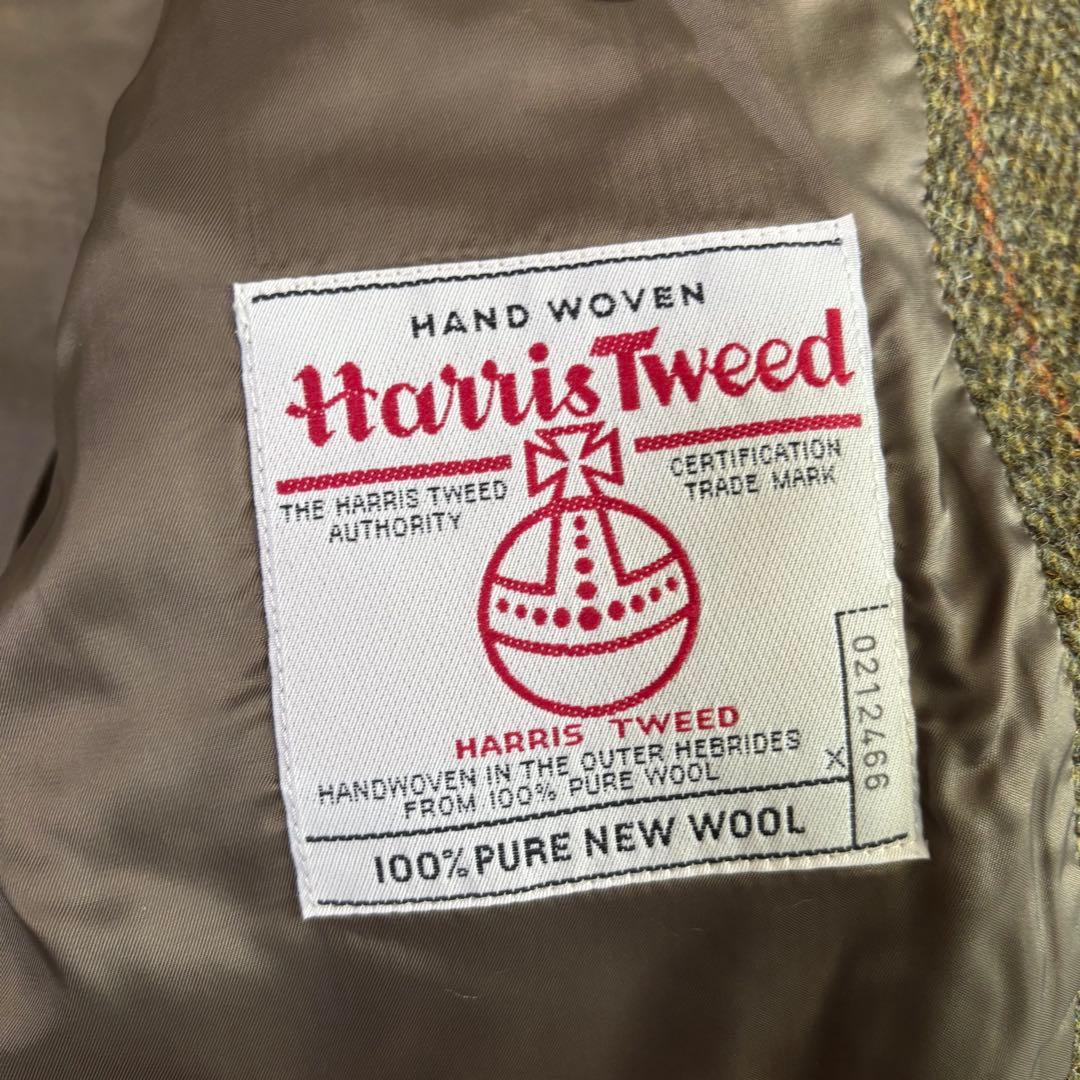 HAND WOVEN
Harris Tweed
THE HARRIS TWEED
AUTHORITY
CERTIFICATION
TRADE MARK
HARRIS TWEED
HANDWOVEN IN THE OUTER HEBRIDES
FROM 100% PURE WOOL
X
0212466
100% PURE NEW WOOL